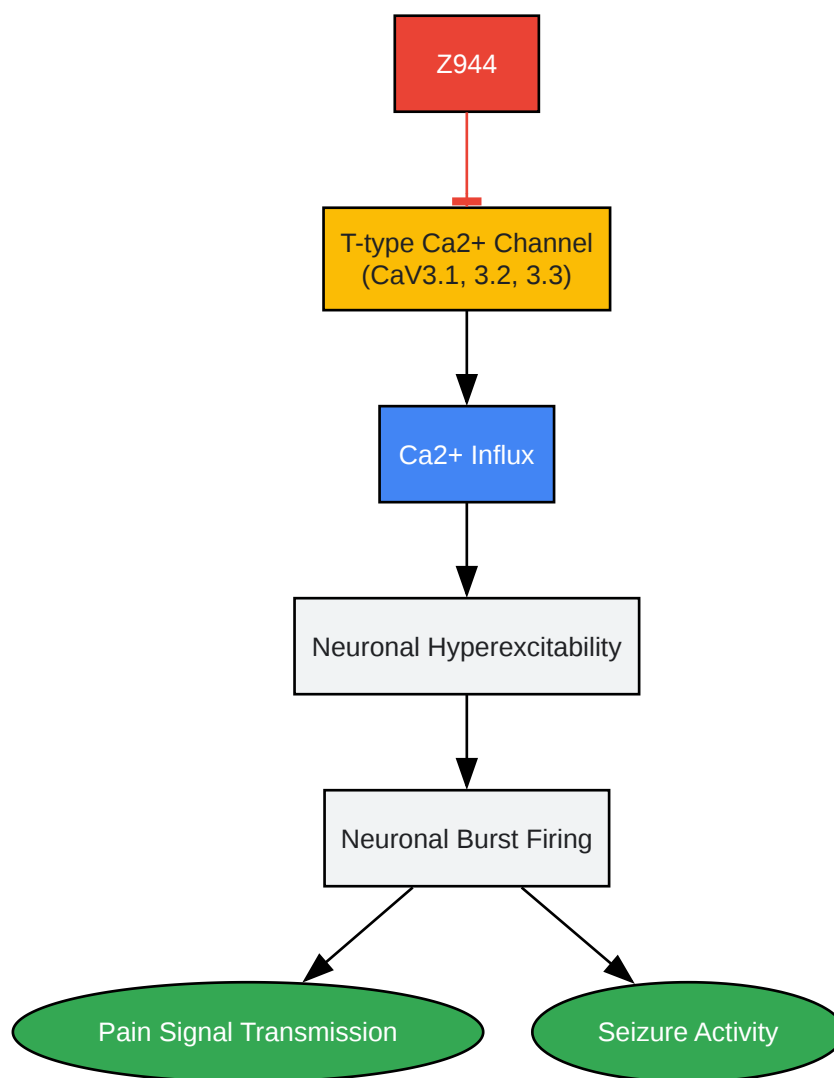 Z944
T-type Ca2+ Channel
(CaV3.1, 3.2, 3.3)
Ca2+ Influx
Neuronal Hyperexcitability
Neuronal Burst Firing
Pain Signal Transmission
Seizure Activity